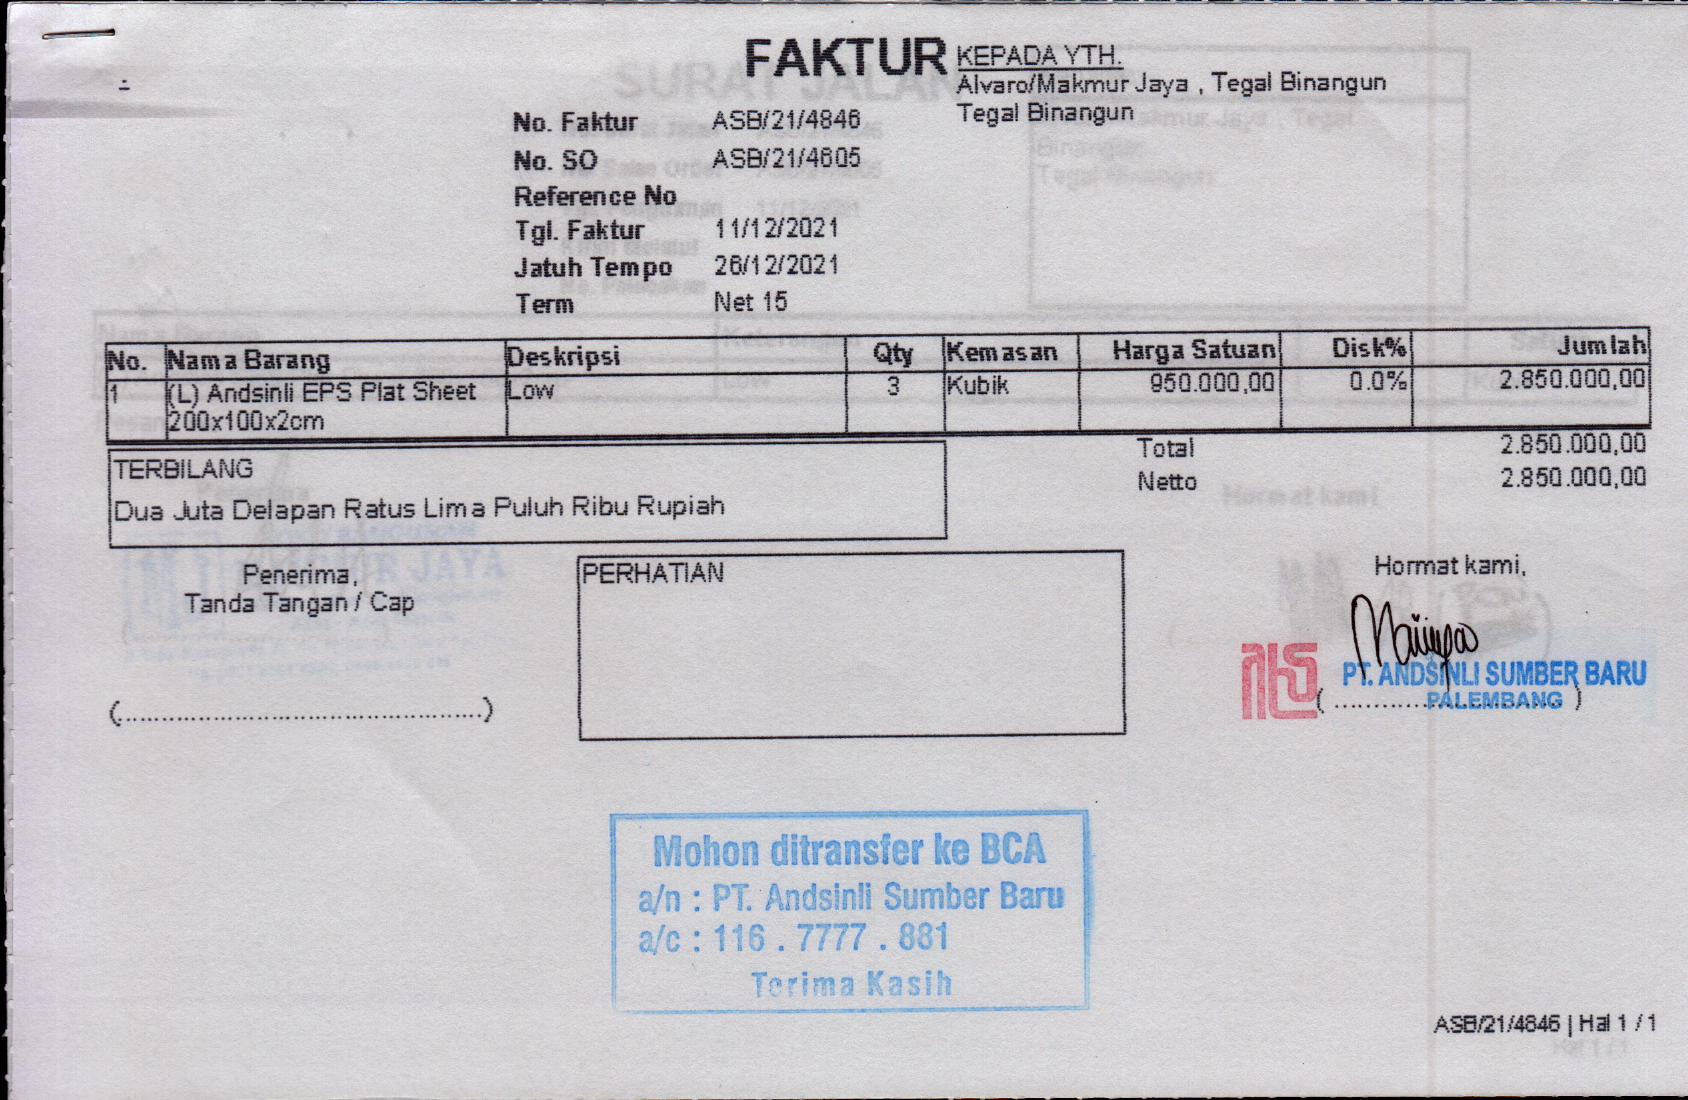 FAKTUR
KEPADA YTH.
Alvaro/Makmur Jaya , Tegal Binangun
Tegal Binangun
No. Faktur ASB/21/4846
No. SO ASB/21/4605
Reference No
Tgl. Faktur 11/12/2021
Jatuh Tempo 26/12/2021
Term Net 15
No. Nama Barang Deskripsi Qty Kemasan Harga Satuan Disk% Jumlah
1 (L) Andsinli EPS Plat Sheet Low 3 Kubik 950.000,00 0.0% 2.850.000,00
200x100x2cm
Total 2.850.000,00
Netto 2.850.000,00
TERBILANG
Dua Juta Delapan Ratus Lima Puluh Ribu Rupiah
Penerima,
Tanda Tangan / Cap
(................................................)
PERHATIAN
Hormat kami,
PT. ANDSINLI SUMBER BARU
PALEMBANG
Mohon ditransfer ke BCA
a/n : PT. Andsinli Sumber Baru
a/c : 116 . 7777 . 881
Terima Kasih
ASB/21/4846 | Hal 1 / 1
SURAT JALAN